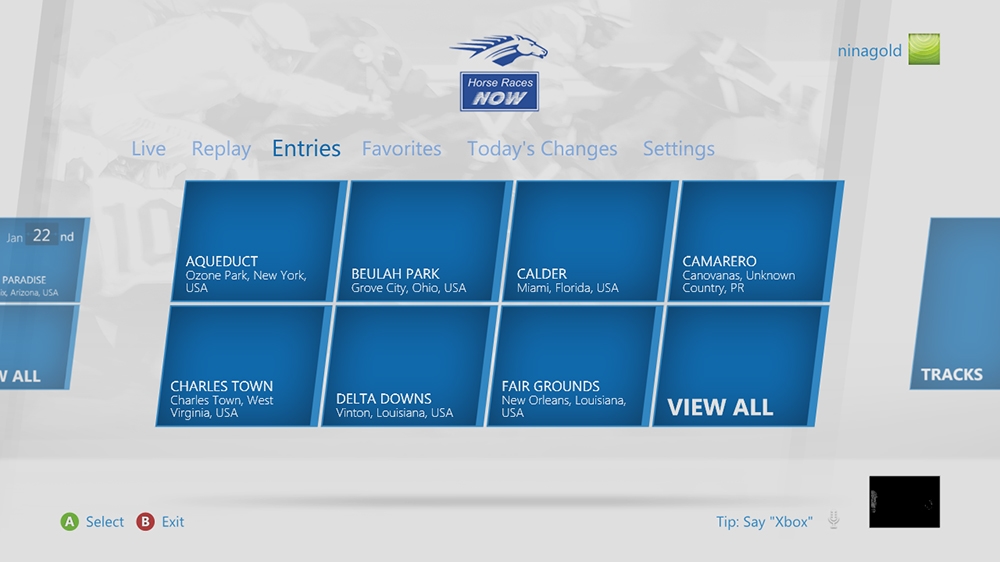 ninagold
Horse Races
NOW
Live Replay Entries Favorites Today's Changes Settings
Jan 22 nd
PARADISE
ix, Arizona, USA
W ALL
AQUEDUCT
Ozone Park, New York,
USA
BEULAH PARK
Grove City, Ohio, USA
CALDER
Miami, Florida, USA
CAMARERO
Canovanas, Unknown
Country, PR
CHARLES TOWN
Charles Town, West
Virginia, USA
DELTA DOWNS
Vinton, Louisiana, USA
FAIR GROUNDS
New Orleans, Louisiana,
USA
VIEW ALL
TRACKS
A Select B Exit
Tip: Say "Xbox"